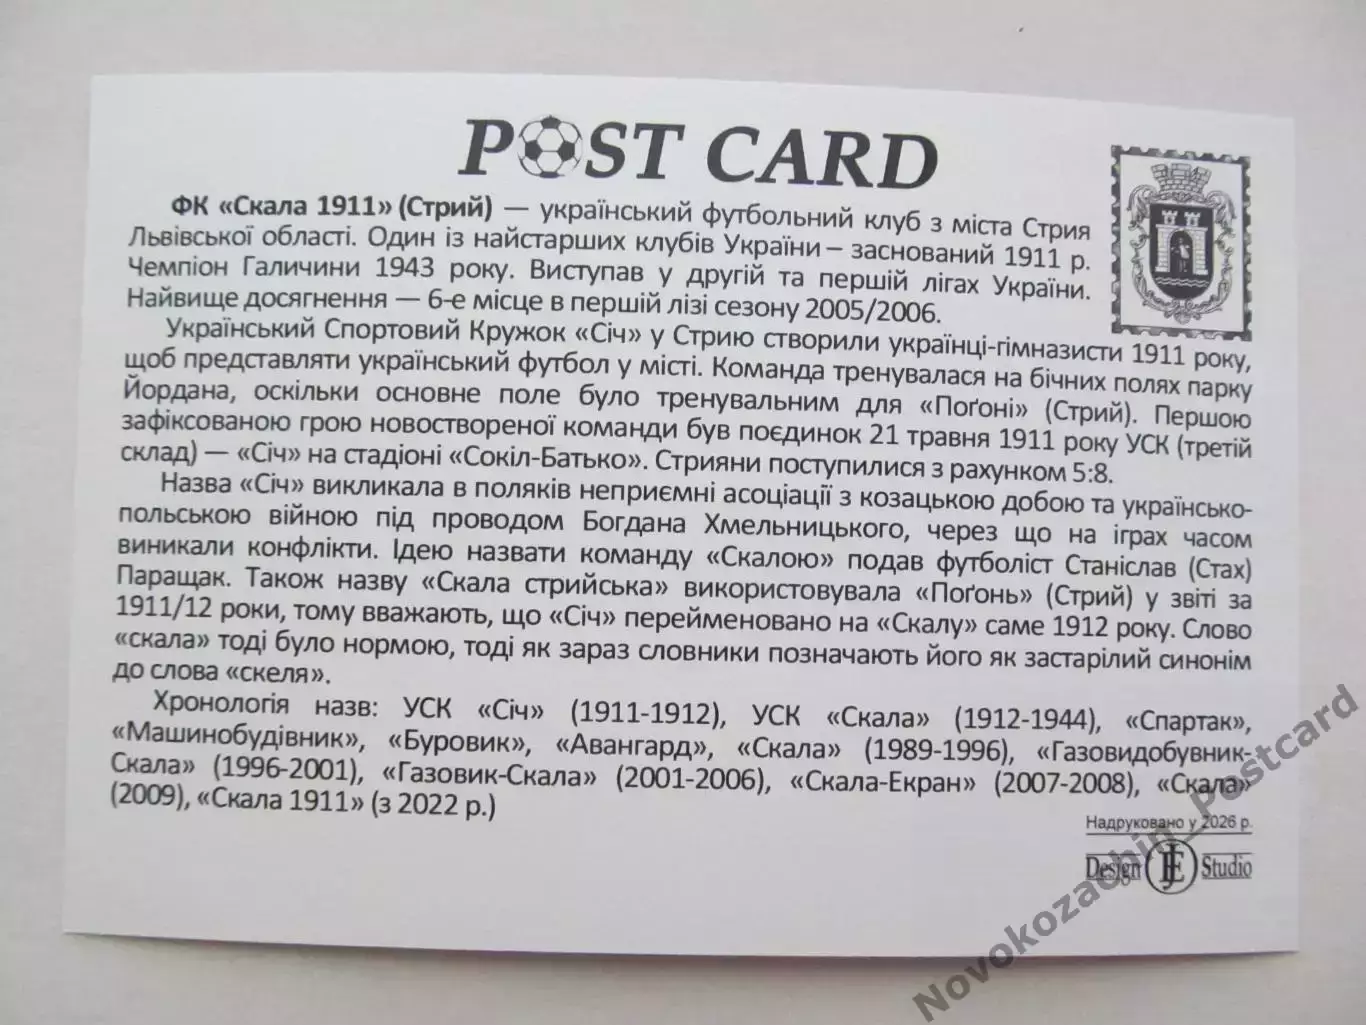 POST CARD
ФК «Скала 1911» (Стрий) — український футбольний клуб з міста Стрия
Львівської області. Один із найстарших клубів України – заснований 1911 р.
Чемпіон Галичини 1943 року. Виступав у другій та першій лігах України.
Найвище досягнення — 6-е місце в першій лізі сезону 2005/2006.
Український Спортовий Кружок «Січ» у Стрию створили українці-гімназисти 1911 року,
щоб представляти український футбол у місті. Команда тренувалася на бічних полях парку
Йордана, оскільки основне поле було тренувальним для «Поґоні» (Стрий). Першою
зафіксованою грою новоствореної команди був поєдинок 21 травня 1911 року УСК (третій
склад) — «Січ» на стадіоні «Сокіл-Батько». Стрияни поступилися з рахунком 5:8.
Назва «Січ» викликала в поляків неприємні асоціації з козацькою добою та українсько-
польською війною під проводом Богдана Хмельницького, через що на іграх часом
виникали конфлікти. Ідею назвати команду «Скалою» подав футболіст Станіслав (Стах)
Паращак. Також назву «Скала стрийська» використовувала «Поґонь» (Стрий) у звіті за
1911/12 роки, тому вважають, що «Січ» перейменовано на «Скалу» саме 1912 року. Слово
«скала» тоді було нормою, тоді як зараз словники позначають його як застарілий синонім
до слова «скеля».
Хронологія назв: УСК «Січ» (1911-1912), УСК «Скала» (1912-1944), «Спартак»,
«Машинобудівник», «Буровик», «Авангард», «Скала» (1989-1996), «Газовидобувник-
Скала» (1996-2001), «Газовик-Скала» (2001-2006), «Скала-Екран» (2007-2008), «Скала»
(2009), «Скала 1911» (з 2022 р.)
Надруковано у 2026 р.
Design JE Studio
Novokozachin_Postcard